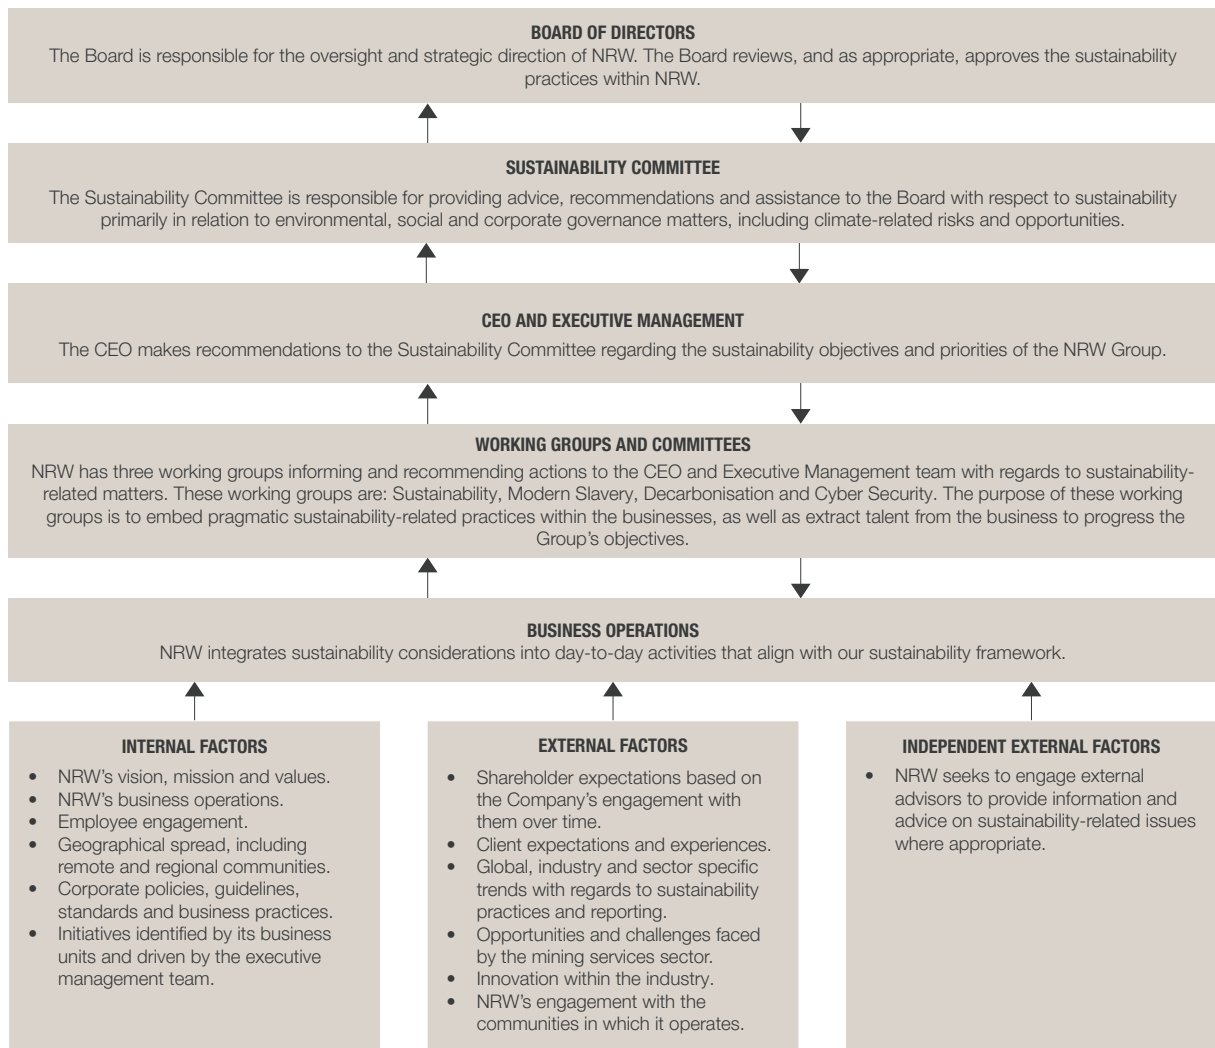 BOARD OF DIRECTORS
The Board is responsible for the oversight and strategic direction of NRW. The Board reviews, and as appropriate, approves the sustainability
practices within NRW.
SUSTAINABILITY COMMITTEE
The Sustainability Committee is responsible for providing advice, recommendations and assistance to the Board with respect to sustainability
primarily in relation to environmental, social and corporate governance matters, including climate-related risks and opportunities.
CEO AND EXECUTIVE MANAGEMENT
The CEO makes recommendations to the Sustainability Committee regarding the sustainability objectives and priorities of the NRW Group.
WORKING GROUPS AND COMMITTEES
NRW has three working groups informing and recommending actions to the CEO and Executive Management team with regards to sustainability-
related matters. These working groups are: Sustainability, Modern Slavery, Decarbonisation and Cyber Security. The purpose of these working
groups is to embed pragmatic sustainability-related practices within the businesses, as well as extract talent from the business to progress the
Group’s objectives.
BUSINESS OPERATIONS
NRW integrates sustainability considerations into day-to-day activities that align with our sustainability framework.
INTERNAL FACTORS
• NRW’s vision, mission and values.
• NRW’s business operations.
• Employee engagement.
• Geographical spread, including
remote and regional communities.
• Corporate policies, guidelines,
standards and business practices.
• Initiatives identified by its business
units and driven by the executive
management team.
EXTERNAL FACTORS
• Shareholder expectations based on
the Company’s engagement with
them over time.
• Client expectations and experiences.
• Global, industry and sector specific
trends with regards to sustainability
practices and reporting.
• Opportunities and challenges faced
by the mining services sector.
• Innovation within the industry.
• NRW’s engagement with the
communities in which it operates.
INDEPENDENT EXTERNAL FACTORS
• NRW seeks to engage external
advisors to provide information and
advice on sustainability-related issues
where appropriate.